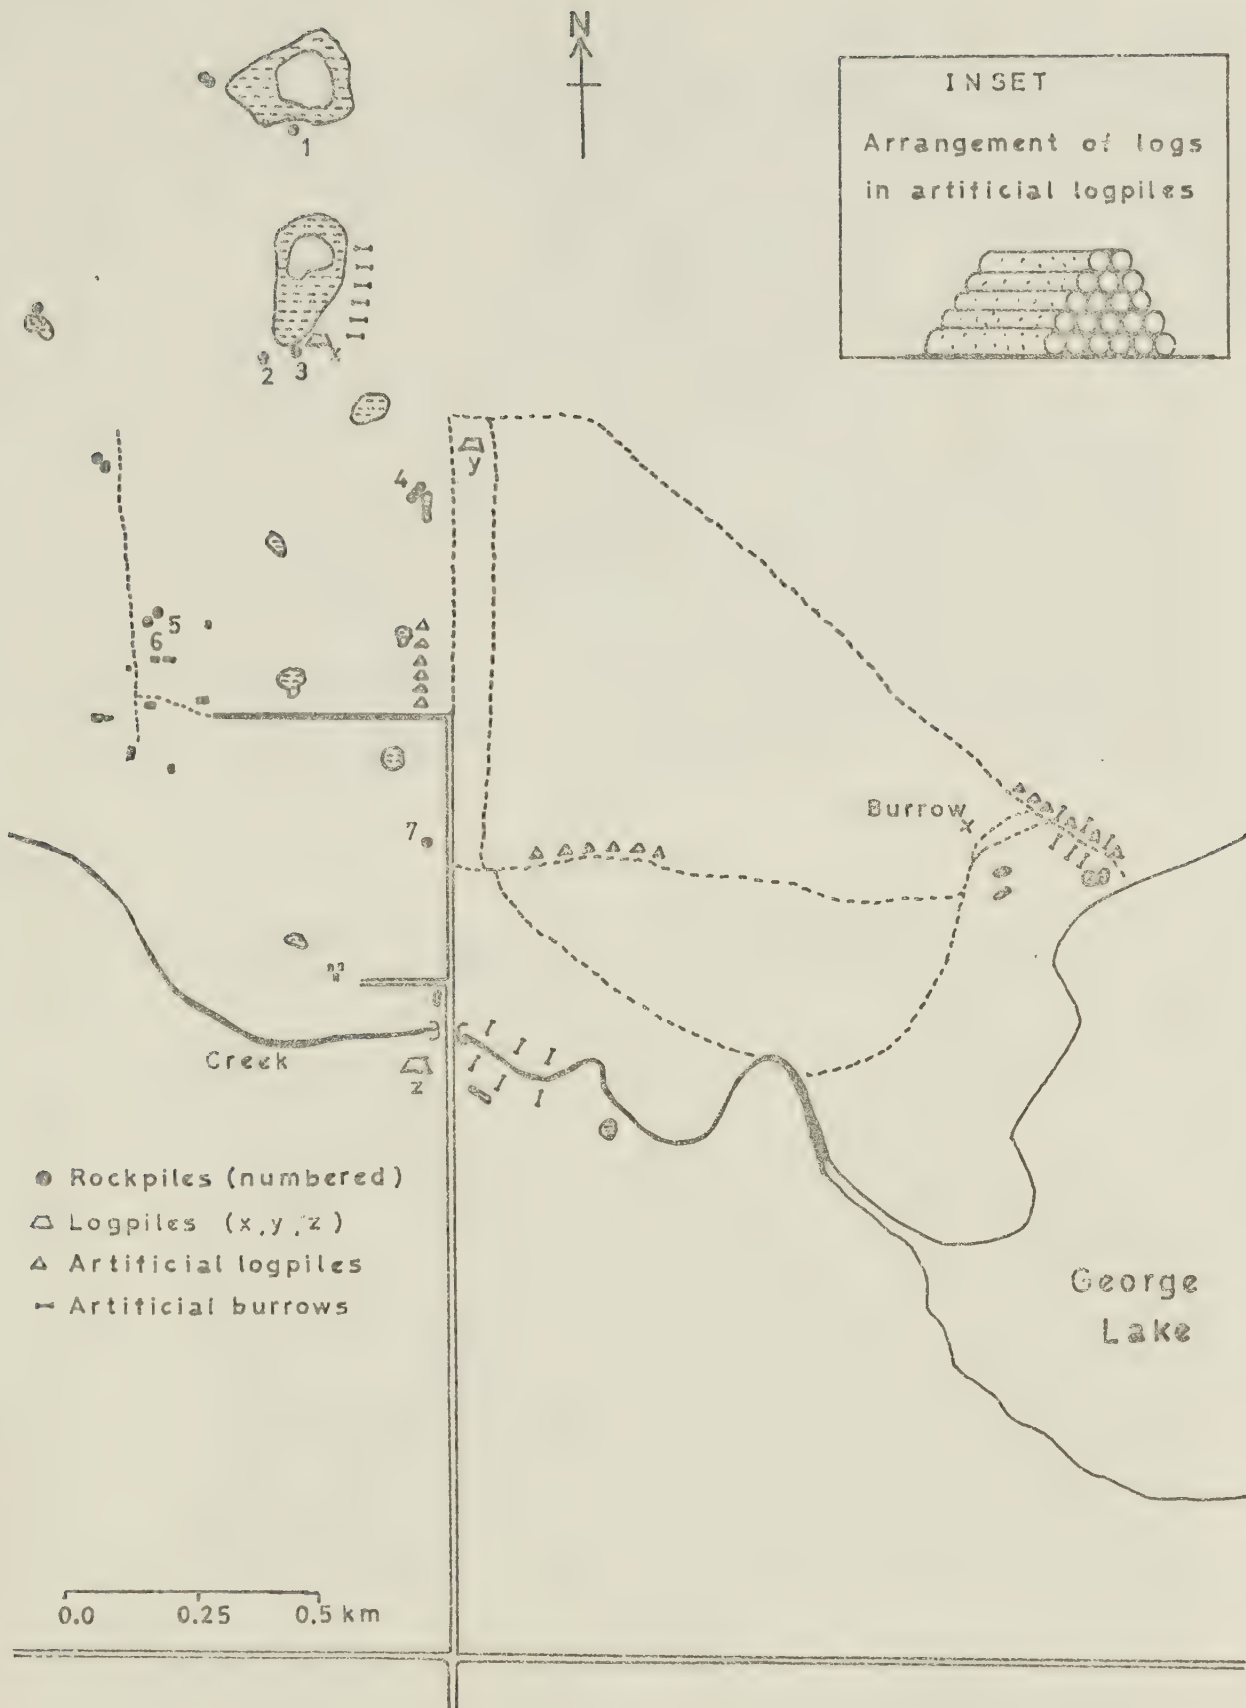 N
INSET
Arrangement of logs
in artificial logpiles
1
2
3
x
y
4
5
6
7
Burrow
x
Creek
z
Rockpiles (numbered)
Logpiles (x,y,z)
Artificial logpiles
Artificial burrows
George
Lake
0.0 0.25 0.5 km